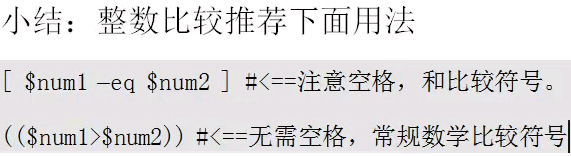 小结：整数比较推荐下面用法
[ $num1 –eq $num2 ] #<==注意空格，和比较符号。
(($num1>$num2)) #<==无需空格，常规数学比较符号